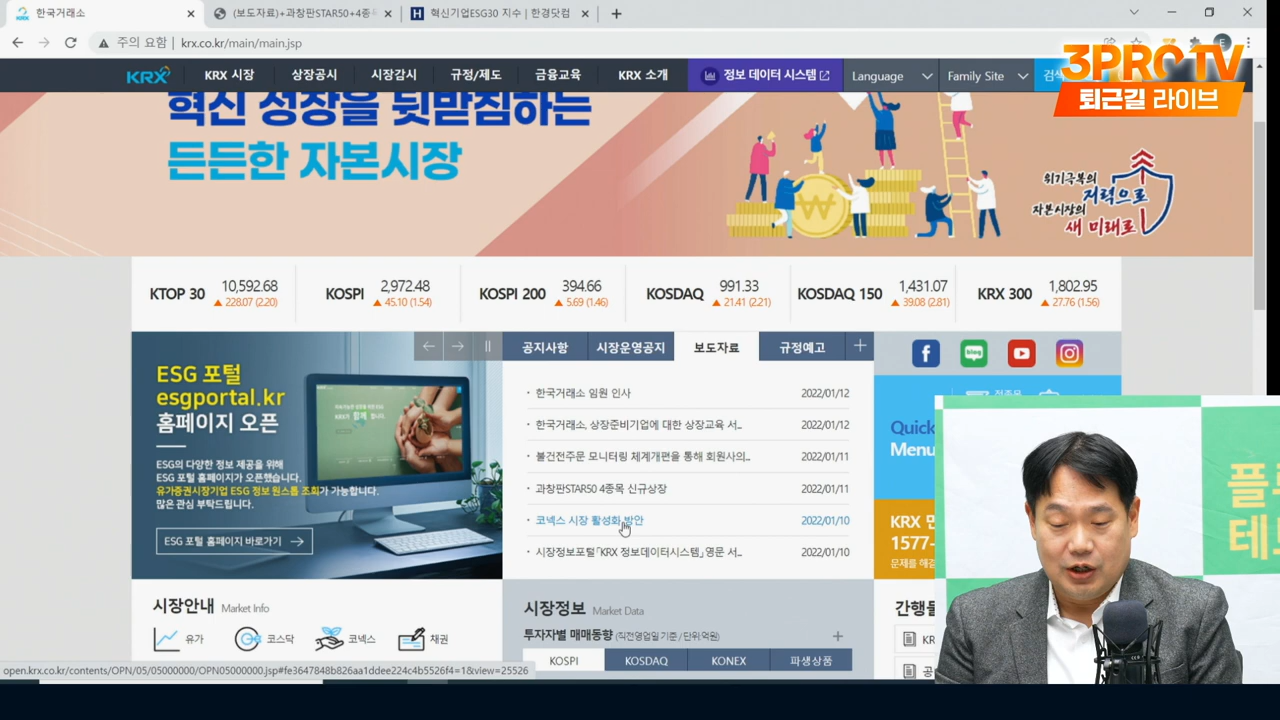 한국거래소
(보도자료)+과창판STAR50+4종
혁신기업ESG30 지수 | 한경닷컴
주의 요함
krx.co.kr/main/main.jsp
3PRO TV
퇴근길 라이브
KRX
KRX 시장
상장공시
시장감시
규정/제도
금융교육
KRX 소개
정보 데이터 시스템
Language
Family Site
혁신 성장을 뒷받침하는
든든한 자본시장
위기극복의
저력으로
자본시장의
새 미래로
KTOP 30 10,592.68 ▲ 228.07 (2.20)
KOSPI 2,972.48 ▲ 45.10 (1.54)
KOSPI 200 394.66 ▲ 5.69 (1.46)
KOSDAQ 991.33 ▲ 21.41 (2.21)
KOSDAQ 150 1,431.07 ▲ 39.08 (2.81)
KRX 300 1,802.95 ▲ 27.76 (1.56)
ESG 포털
esgportal.kr
홈페이지 오픈
ESG의 다양한 정보 제공을 위해
ESG 포털 홈페이지가 오픈했습니다.
유가증권시장기업 ESG 정보 원스톱 조회가 가능합니다.
많은 관심 부탁드립니다.
ESG 포털 홈페이지 바로가기 →
공지사항
시장운영공지
보도자료
규정예고
한국거래소 임원 인사 2022/01/12
한국거래소, 상장준비기업에 대한 상장교육 서... 2022/01/12
불건전주문 모니터링 체계개편을 통해 회원사의... 2022/01/11
과창판STAR50 4종목 신규상장 2022/01/11
코넥스 시장 활성화 방안 2022/01/10
시장정보포털「KRX 정보데이터시스템」영문 서... 2022/01/10
blog
Quick
Menu
KRX 민
1577-
문제를 해결
시장안내 Market Info
유가
코스닥
코넥스
채권
시장정보 Market Data
투자자별 매매동향 (직전영업일 기준 / 단위:억원)
KOSPI
KOSDAQ
KONEX
파생상품
간행물
KR
공
open.krx.co.kr/contents/OPN/05/05000000/OPN05000000.jsp#fe3647848b826aa1ddee224c4b5526f4=1&view=25526